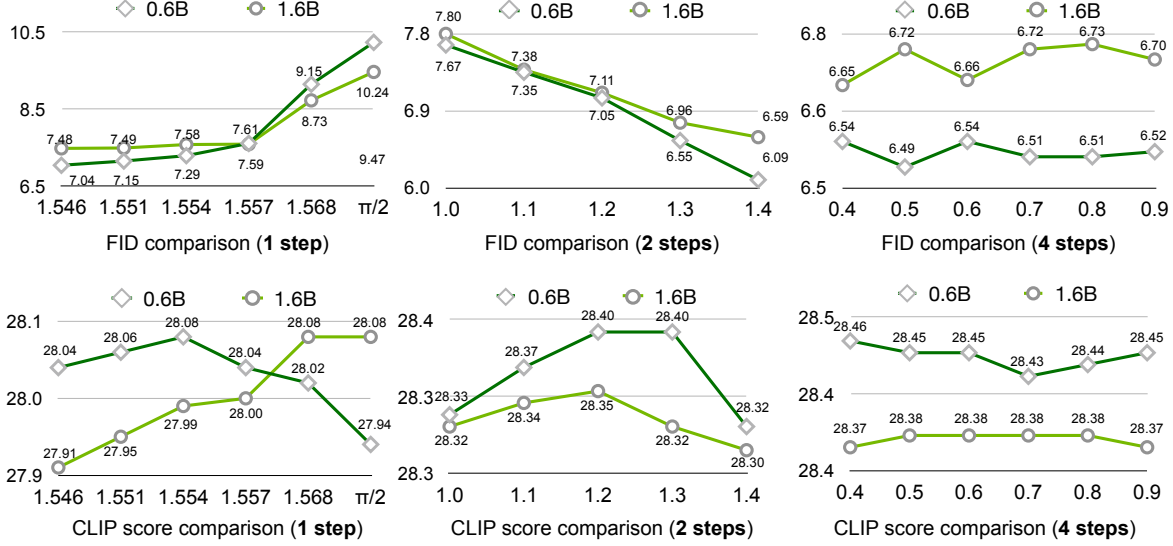 0.6B 1.6B
10.5
8.5
6.5
7.48 7.49 7.58 7.61 9.15
7.04 7.15 7.29 7.59 8.73 10.24
9.47
1.546 1.551 1.554 1.557 1.568 π/2
FID comparison (1 step)
0.6B 1.6B
7.8
6.9
6.0
7.80 7.38 7.11 6.96 6.59
7.67 7.35 7.05 6.55 6.09
1.0 1.1 1.2 1.3 1.4
FID comparison (2 steps)
0.6B 1.6B
6.8
6.6
6.5
6.65 6.72 6.66 6.72 6.73 6.70
6.54 6.49 6.54 6.51 6.51 6.52
0.4 0.5 0.6 0.7 0.8 0.9
FID comparison (4 steps)
0.6B 1.6B
28.1
28.0
27.9
28.04 28.06 28.08 28.04 28.08 28.08
28.02 27.94
27.91 27.95 27.99 28.00
1.546 1.551 1.554 1.557 1.568 π/2
CLIP score comparison (1 step)
0.6B 1.6B
28.4
28.3
28.3
28.33 28.37 28.40 28.40 28.32
28.32 28.34 28.35 28.32 28.30
1.0 1.1 1.2 1.3 1.4
CLIP score comparison (2 steps)
0.6B 1.6B
28.5
28.4
28.4
28.46 28.45 28.45 28.43 28.44 28.45
28.37 28.38 28.38 28.38 28.38 28.37
0.4 0.5 0.6 0.7 0.8 0.9
CLIP score comparison (4 steps)